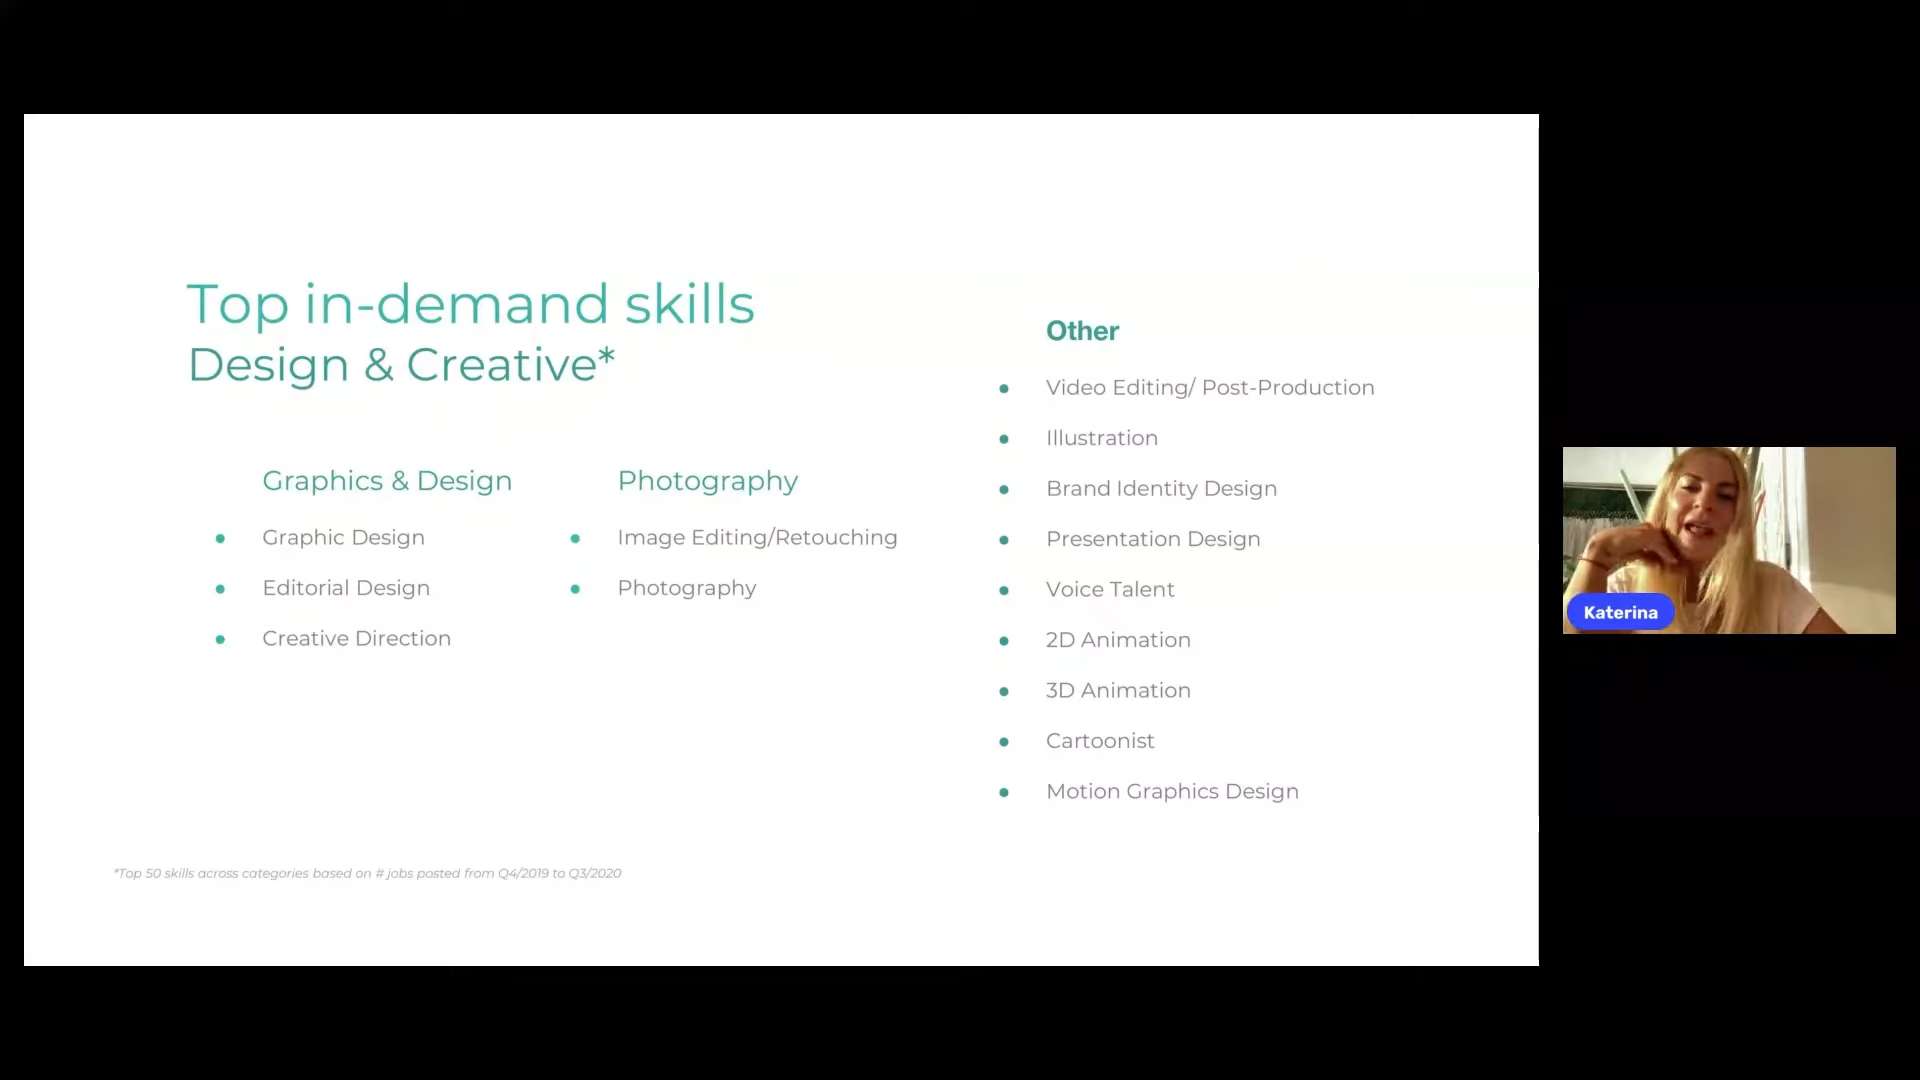 Top in-demand skills
Design & Creative*
Graphics & Design
Graphic Design
Editorial Design
Creative Direction
Photography
Image Editing/Retouching
Photography
Other
Video Editing/ Post-Production
Illustration
Brand Identity Design
Presentation Design
Voice Talent
2D Animation
3D Animation
Cartoonist
Motion Graphics Design
*Top 50 skills across categories based on # jobs posted from Q4/2019 to Q3/2020
Katerina